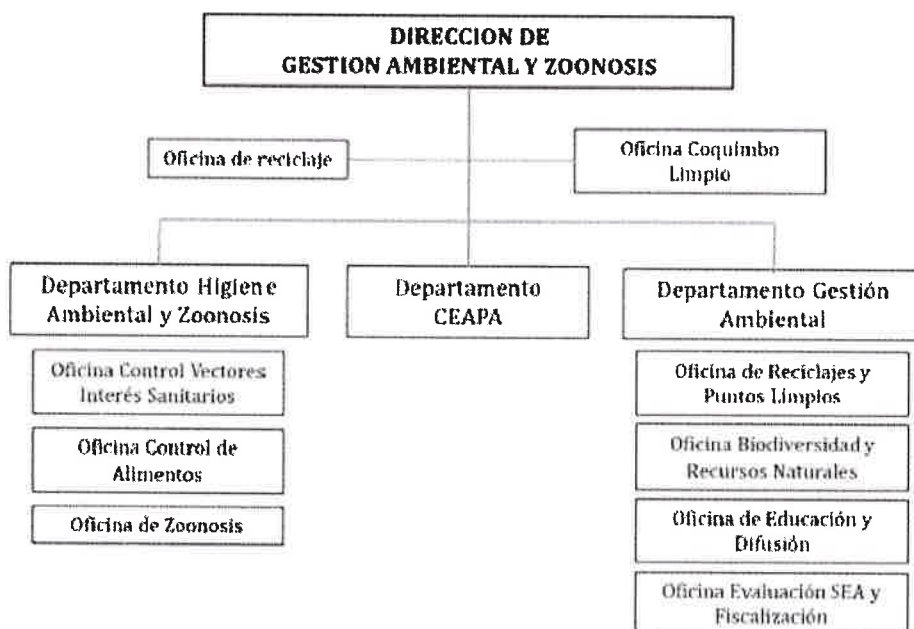 DIRECCION DE
GESTION AMBIENTAL Y ZOONOSIS
Oficina de reciclaje
Oficina Coquimbo
Limpio
Departamento Higiene
Ambiental y Zoonosis
Departamento
CEAPA
Departamento Gestión
Ambiental
Oficina Control Vectores
Interés Sanitarios
Oficina Control de
Alimentos
Oficina de Zoonosis
Oficina de Reciclajes y
Puntos Limpios
Oficina Biodiversidad y
Recursos Naturales
Oficina de Educación y
Difusión
Oficina Evaluación SEA y
Fiscalización